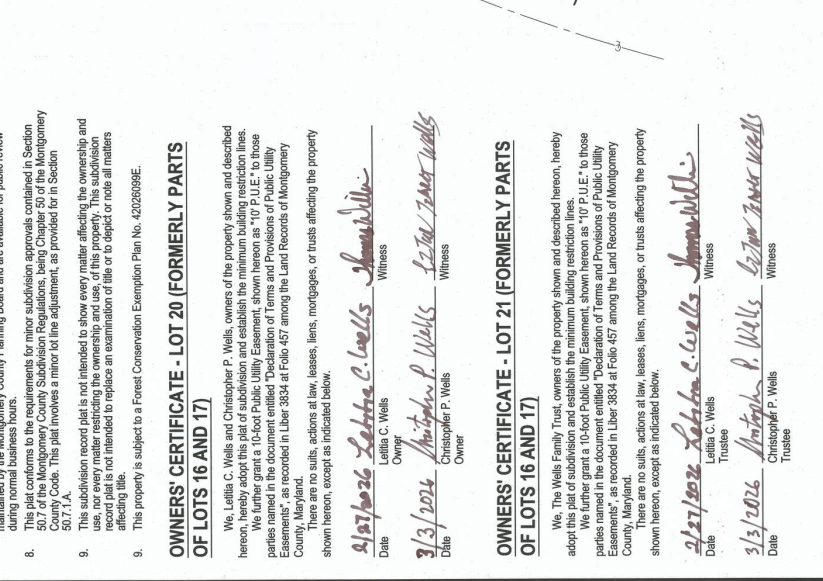 maintained by the Montgomery County Planning Board and are available for public review
during normal business hours.
8. This plat conforms to the requirements for minor subdivision approvals contained in Section
50.7 of the Montgomery County Subdivision Regulations, being Chapter 50 of the Montgomery
County Code. This plat involves a minor lot line adjustment, as provided for in Section
50.7.1.A.
9. This subdivision record plat is not intended to show every matter affecting the ownership and
use, nor every matter restricting the ownership and use, of this property. This subdivision
record plat is not intended to replace an examination of title or to depict or note all matters
affecting title.
9. This property is subject to a Forest Conservation Exemption Plan No. 42026099E.
OWNERS' CERTIFICATE - LOT 20 (FORMERLY PARTS
OF LOTS 16 AND 17)
We, Letitia C. Wells and Christopher P. Wells, owners of the property shown and described
hereon, hereby adopt this plat of subdivision and establish the minimum building restriction lines.
We further grant a 10-foot Public Utility Easement, shown hereon as "10' P.U.E." to those
parties named in the document entitled "Declaration of Terms and Provisions of Public Utility
Easements", as recorded in Liber 3834 at Folio 457 among the Land Records of Montgomery
County, Maryland.
There are no suits, actions at law, leases, liens, mortgages, or trusts affecting the property
shown hereon, except as indicated below.
2/27/2026 Letitia C. Wells
Date Letitia C. Wells Witness
Owner
3/3/2026 Christopher P. Wells
Date Christopher P. Wells Witness
Owner
OWNERS' CERTIFICATE - LOT 21 (FORMERLY PARTS
OF LOTS 16 AND 17)
We, The Wells Family Trust, owners of the property shown and described hereon, hereby
adopt this plat of subdivision and establish the minimum building restriction lines.
We further grant a 10-foot Public Utility Easement, shown hereon as "10' P.U.E." to those
parties named in the document entitled "Declaration of Terms and Provisions of Public Utility
Easements", as recorded in Liber 3834 at Folio 457 among the Land Records of Montgomery
County, Maryland.
There are no suits, actions at law, leases, liens, mortgages, or trusts affecting the property
shown hereon, except as indicated below.
2/27/2026 Letitia C. Wells
Date Letitia C. Wells Witness
Trustee
3/3/2026 Christopher P. Wells
Date Christopher P. Wells Witness
Trustee
3